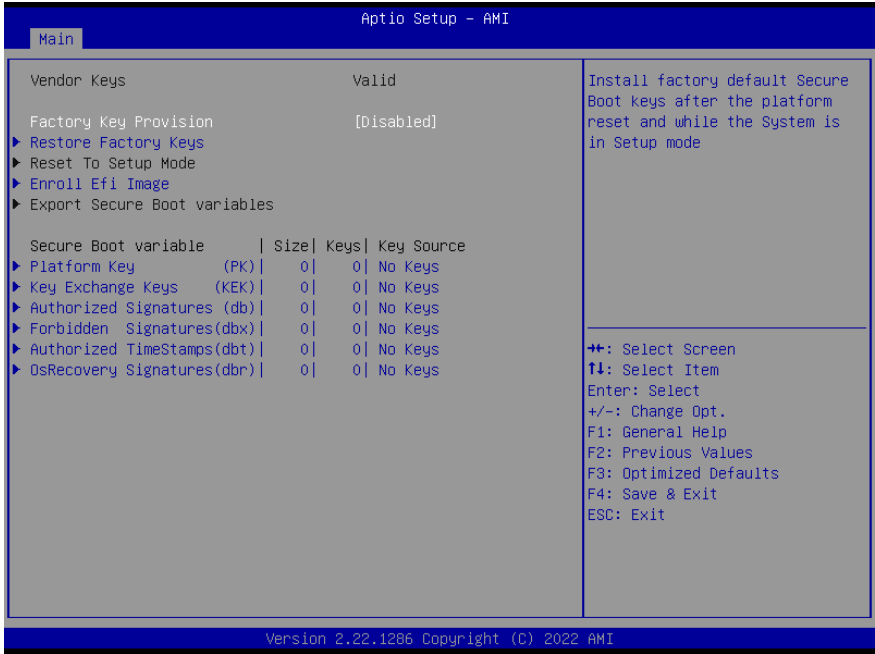 Aptio Setup – AMI
Main
Vendor Keys Valid
Factory Key Provision [Disabled]
Restore Factory Keys
Reset To Setup Mode
Enroll Efi Image
Export Secure Boot variables
Secure Boot variable | Size| Keys| Key Source
Platform Key (PK)| 0| 0| No Keys
Key Exchange Keys (KEK)| 0| 0| No Keys
Authorized Signatures (db)| 0| 0| No Keys
Forbidden Signatures(dbx)| 0| 0| No Keys
Authorized TimeStamps(dbt)| 0| 0| No Keys
OsRecovery Signatures(dbr)| 0| 0| No Keys
Install factory default Secure
Boot keys after the platform
reset and while the System is
in Setup mode
→←: Select Screen
↑↓: Select Item
Enter: Select
+/-: Change Opt.
F1: General Help
F2: Previous Values
F3: Optimized Defaults
F4: Save & Exit
ESC: Exit
Version 2.22.1286 Copyright (C) 2022 AMI